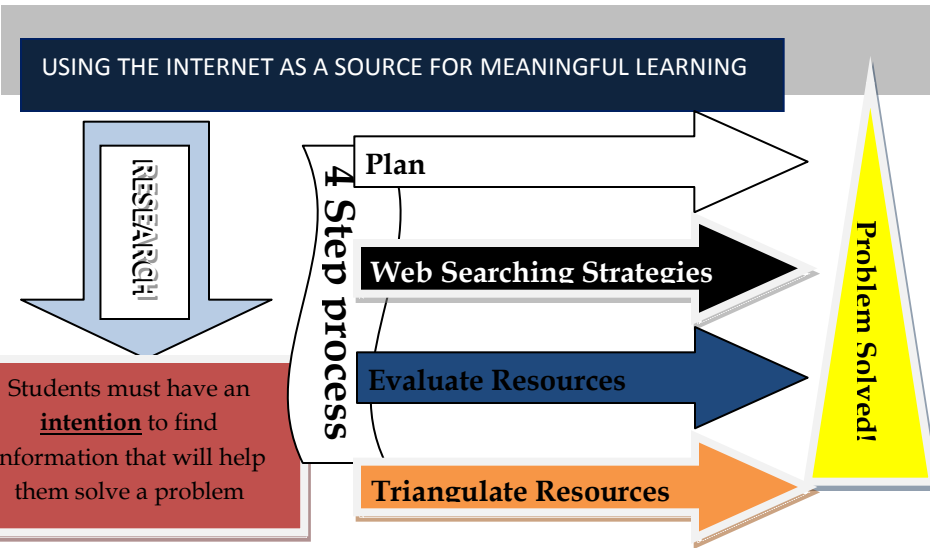 USING THE INTERNET AS A SOURCE FOR MEANINGFUL LEARNING
RESEARCH
Students must have an
intention to find
nformation that will help
them solve a problem
4 Step process
Plan
Web Searching Strategies
Evaluate Resources
Triangulate Resources
Problem Solved!